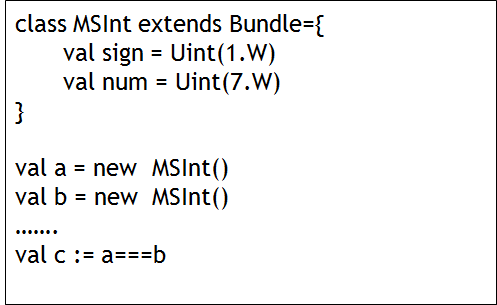 class MSInt extends Bundle={
val sign = Uint(1.W)
val num = Uint(7.W)
}
val a = new  MSInt()
val b = new  MSInt()
…….
val c := a===b